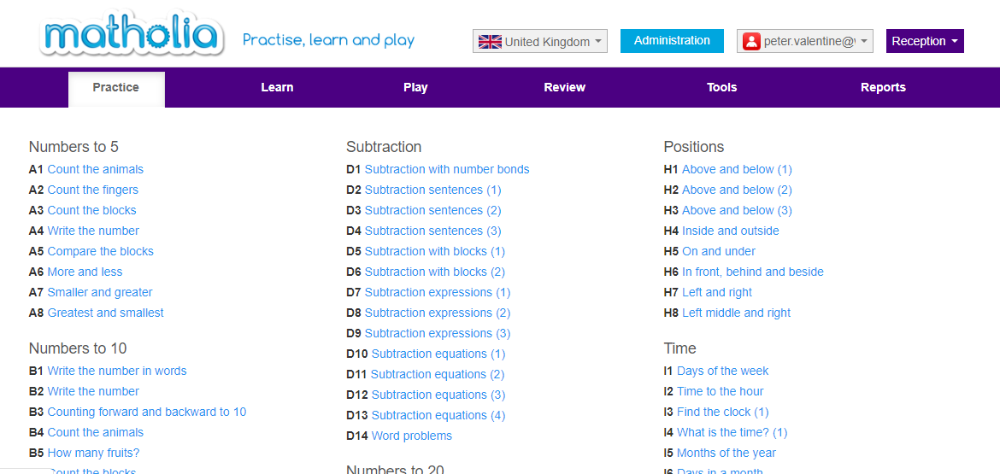 matholia
Practise, learn and play
United Kingdom
Administration
peter.valentine@
Reception
Practice
Learn
Play
Review
Tools
Reports
Numbers to 5
A1 Count the animals
A2 Count the fingers
A3 Count the blocks
A4 Write the number
A5 Compare the blocks
A6 More and less
A7 Smaller and greater
A8 Greatest and smallest
Numbers to 10
B1 Write the number in words
B2 Write the number
B3 Counting forward and backward to 10
B4 Count the animals
B5 How many fruits?
Count the blocks
Subtraction
D1 Subtraction with number bonds
D2 Subtraction sentences (1)
D3 Subtraction sentences (2)
D4 Subtraction sentences (3)
D5 Subtraction with blocks (1)
D6 Subtraction with blocks (2)
D7 Subtraction expressions (1)
D8 Subtraction expressions (2)
D9 Subtraction expressions (3)
D10 Subtraction equations (1)
D11 Subtraction equations (2)
D12 Subtraction equations (3)
D13 Subtraction equations (4)
D14 Word problems
Numbers to 20
Positions
H1 Above and below (1)
H2 Above and below (2)
H3 Above and below (3)
H4 Inside and outside
H5 On and under
H6 In front, behind and beside
H7 Left and right
H8 Left middle and right
Time
I1 Days of the week
I2 Time to the hour
I3 Find the clock (1)
I4 What is the time? (1)
I5 Months of the year
I6 Days in a month